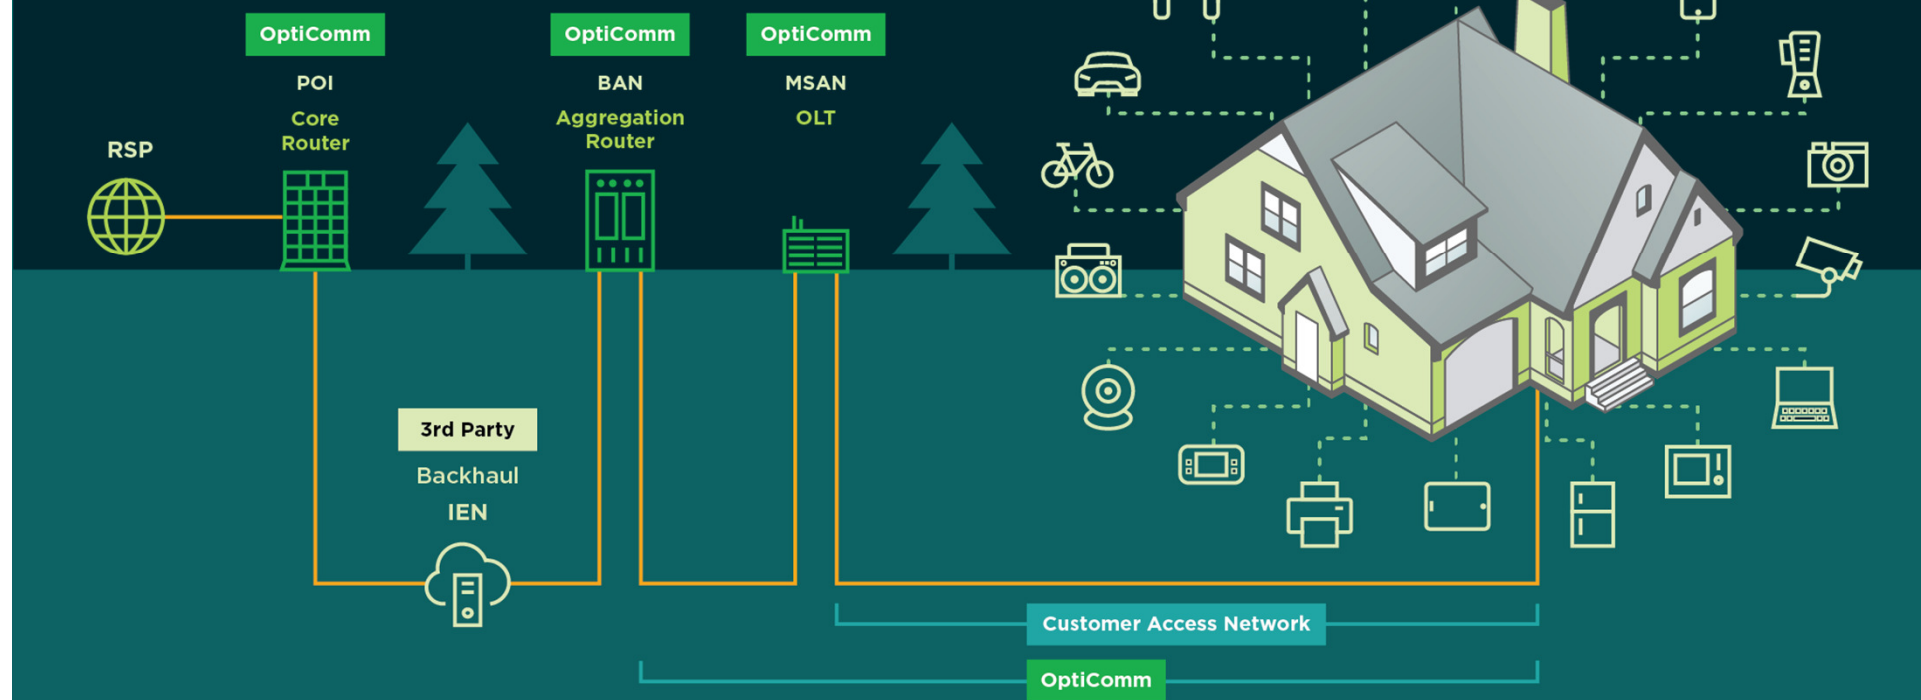 OptiComm
POI
Core
Router
OptiComm
BAN
Aggregation
Router
OptiComm
MSAN
OLT
RSP
3rd Party
Backhaul
IEN
Customer Access Network
OptiComm